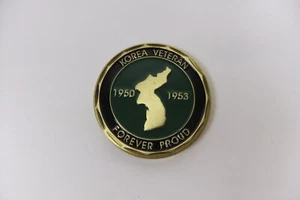 KOREA VETERAN
1950 1953
FOREVER PROUD